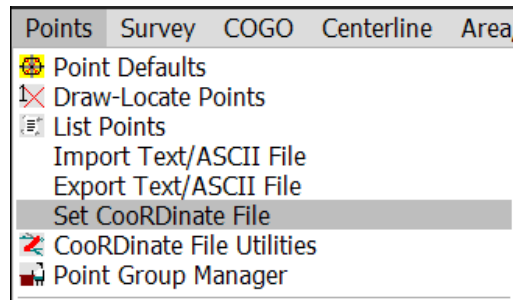 Points Survey COGO Centerline Area
Point Defaults
Draw-Locate Points
List Points
Import Text/ASCII File
Export Text/ASCII File
Set CooRDinate File
CooRDinate File Utilities
Point Group Manager